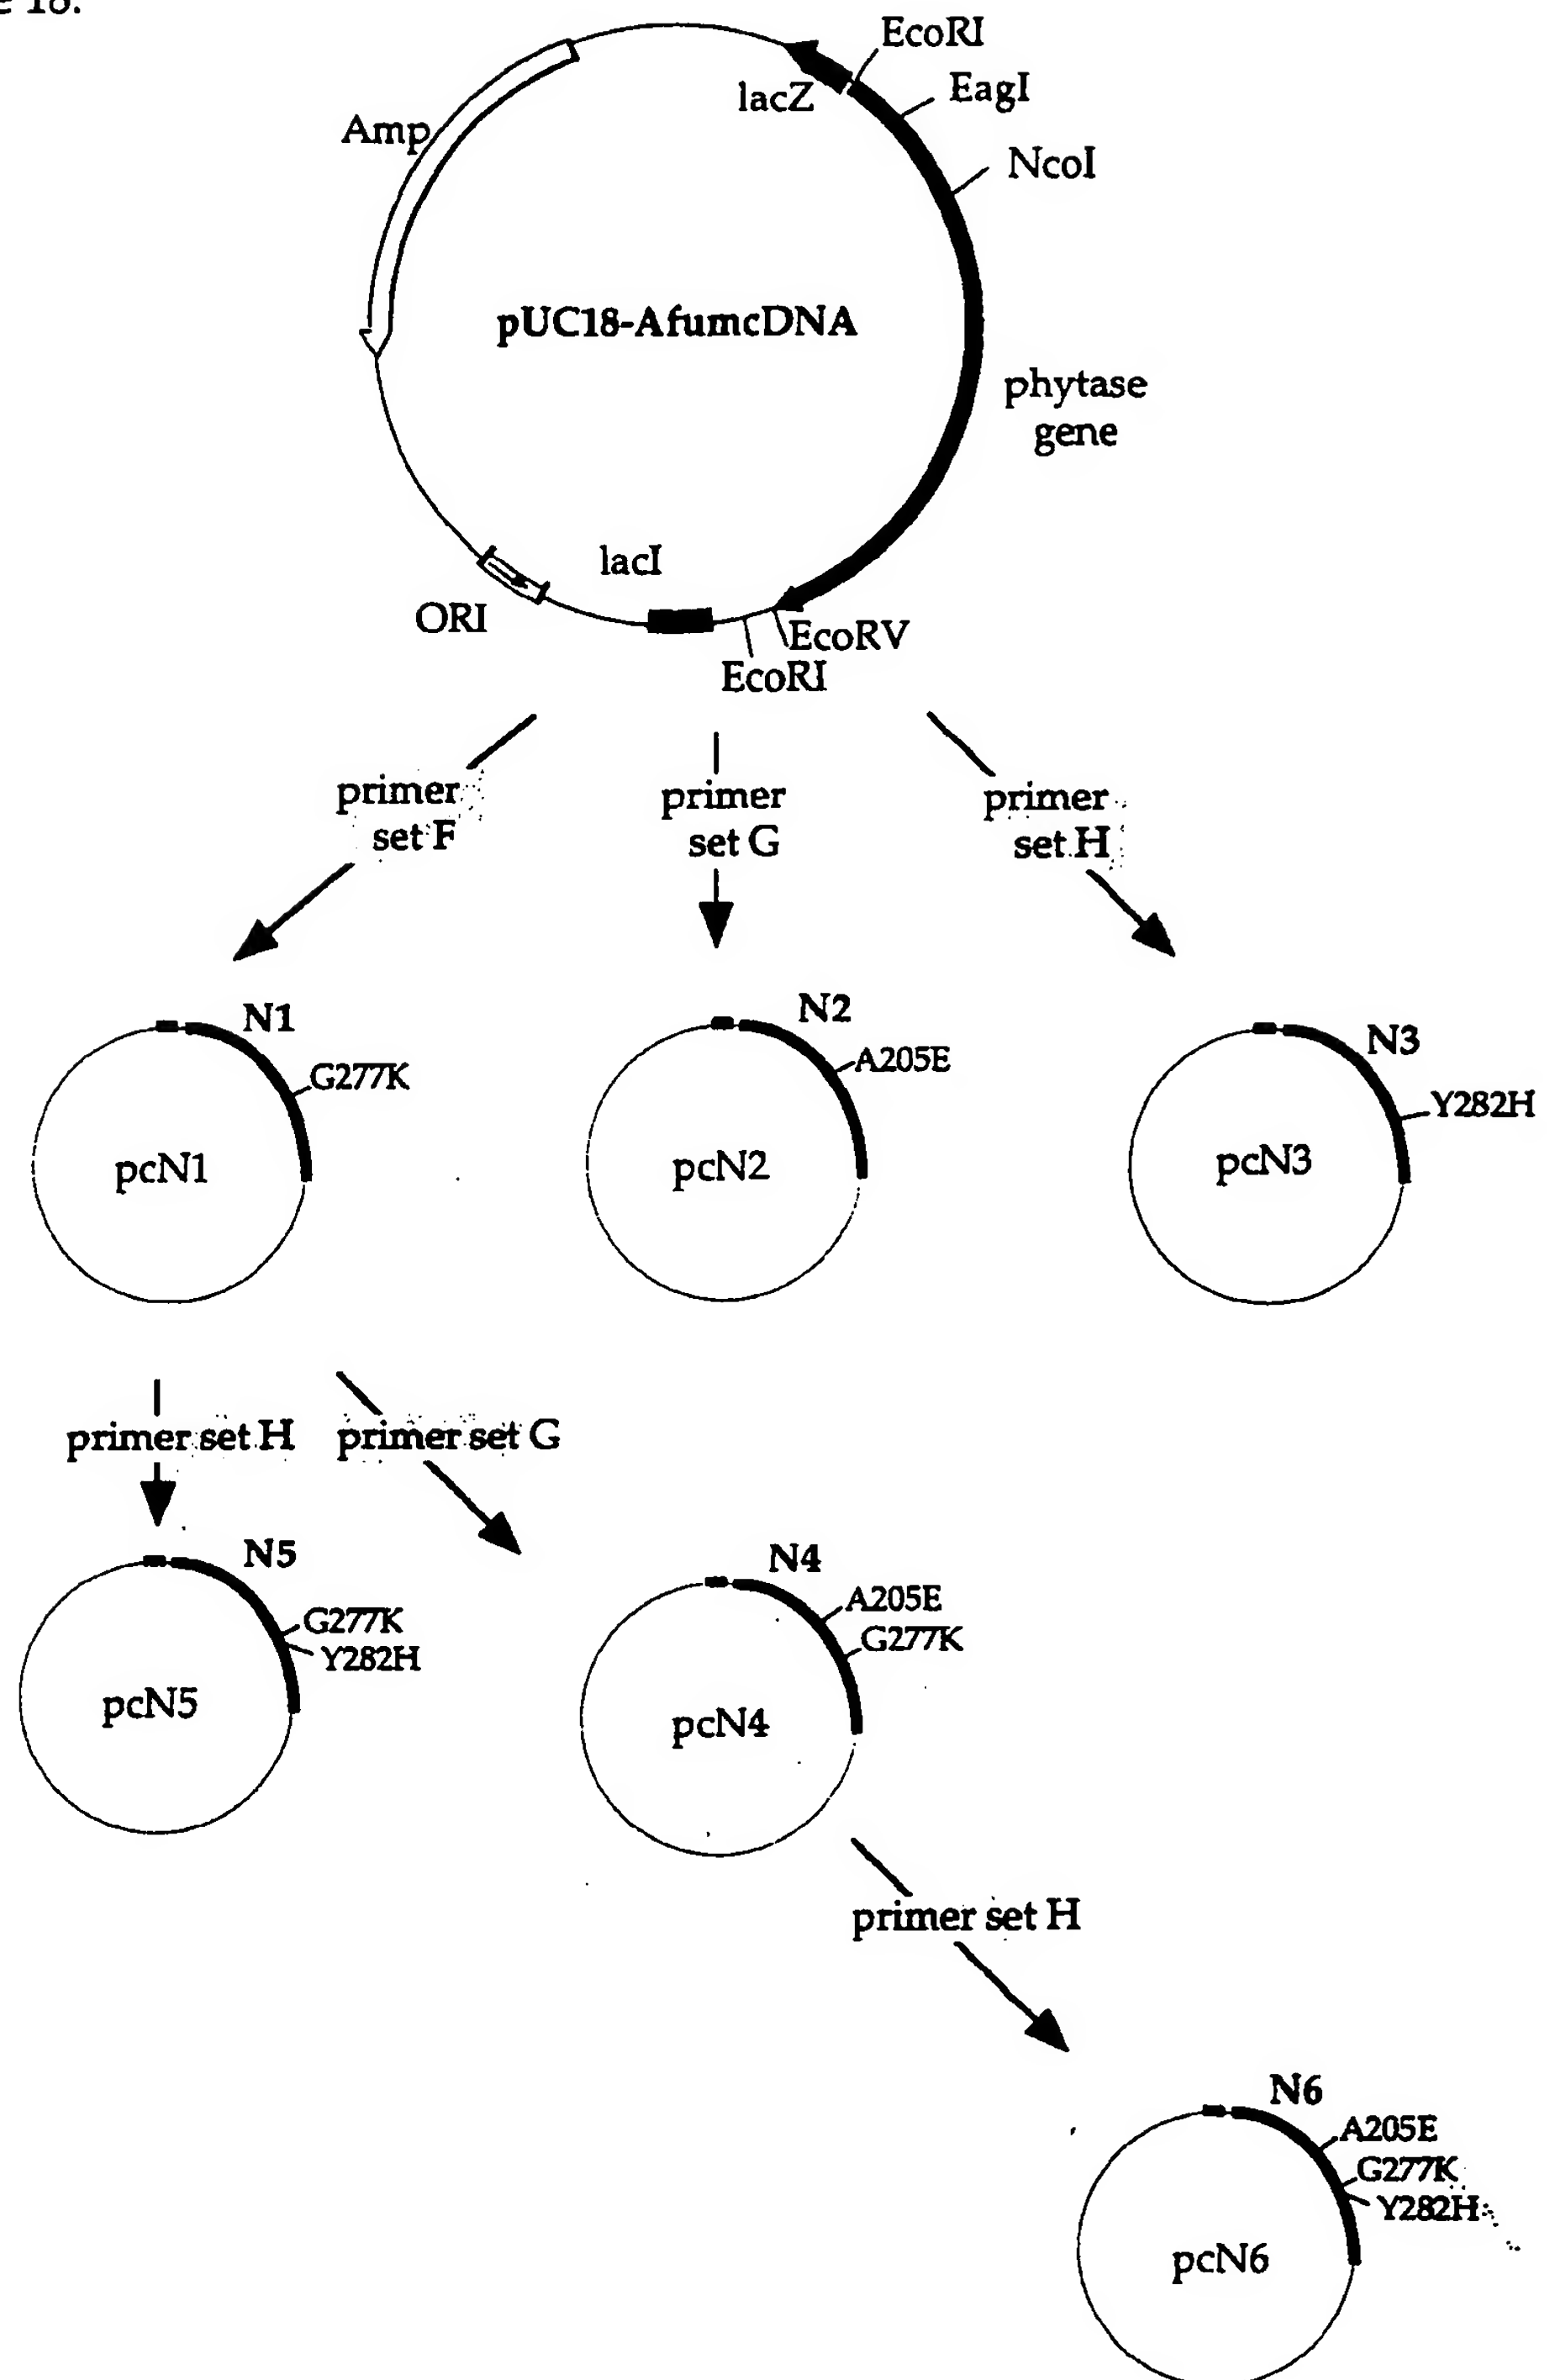 18.
EcoRI
EagI
lacZ
Amp
NcoI
pUC18-AfumcDNA
phytase
gene
lacI
ORI
EcoRV
EcoRI
primer
set F
primer
set G
primer
set H
N1
G277K
pcN1
N2
A205E
pcN2
N3
Y282H
pcN3
primer set H
primer set G
N5
G277K
Y282H
pcN5
N4
A205E
G277K
pcN4
primer set H
N6
A205E
G277K
Y282H
pcN6